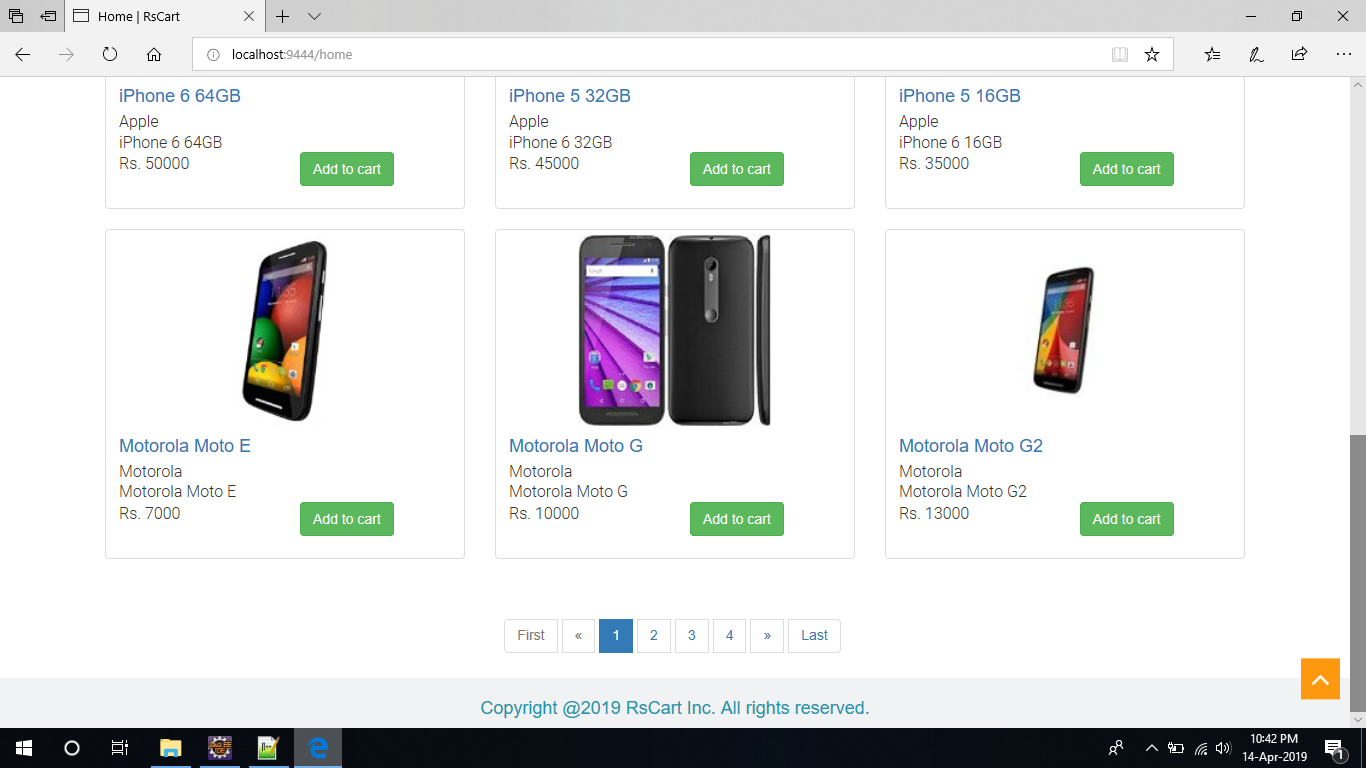 Home | RsCart
localhost:9444/home
iPhone 6 64GB
Apple
iPhone 6 64GB
Rs. 50000
Add to cart
iPhone 5 32GB
Apple
iPhone 6 32GB
Rs. 45000
Add to cart
iPhone 5 16GB
Apple
iPhone 6 16GB
Rs. 35000
Add to cart
Motorola Moto E
Motorola
Motorola Moto E
Rs. 7000
Add to cart
Motorola Moto G
Motorola
Motorola Moto G
Rs. 10000
Add to cart
Motorola Moto G2
Motorola
Motorola Moto G2
Rs. 13000
Add to cart
First « 1 2 3 4 » Last
Copyright @2019 RsCart Inc. All rights reserved.
10:42 PM
14-Apr-2019
1